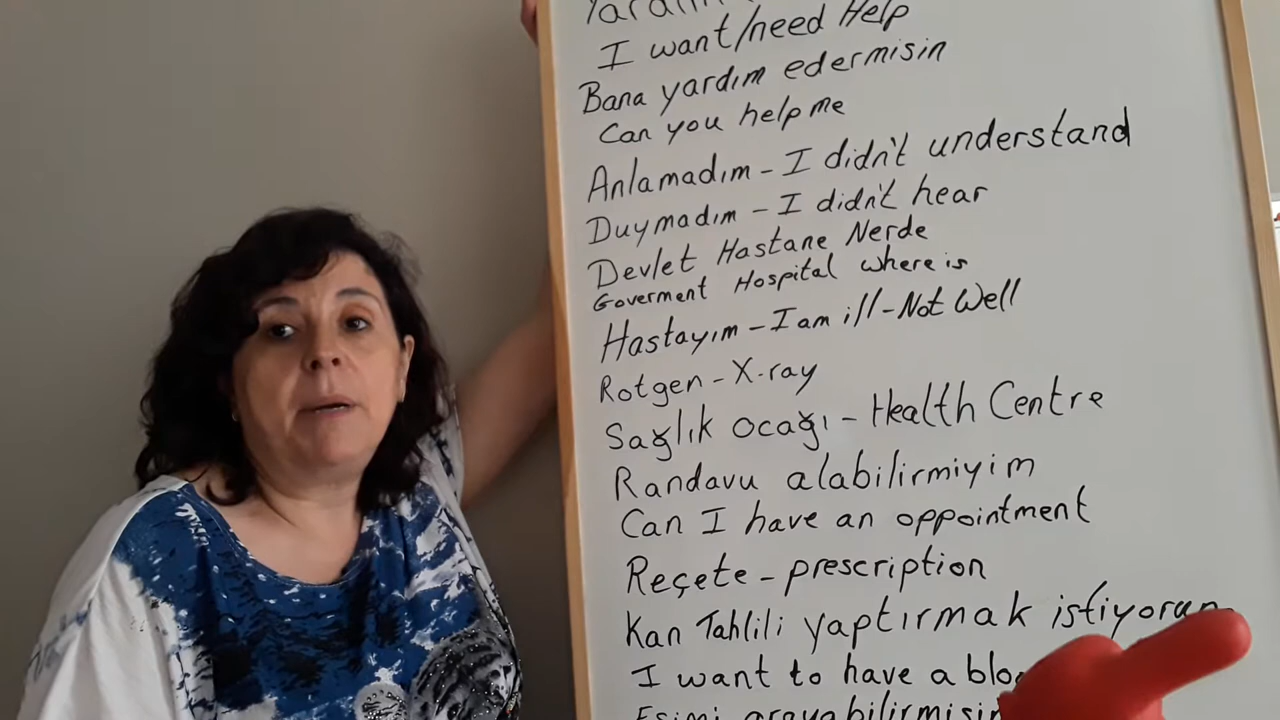 I want/need Help
Bana yardım edermisin
Can you help me
Anlamadım - I didn't understand
Duymadım - I didn't hear
Devlet Hastane Nerde
Goverment Hospital where is
Hastayım - I am ill - Not Well
Rotgen - X-ray
Sağlık ocağı - Health Centre
Randavu alabilirmiyim
Can I have an oppointment
Reçete - prescription
Kan Tahlili yaptırmak istiyorum
I want to have a
Eşimi arayabilirmisin